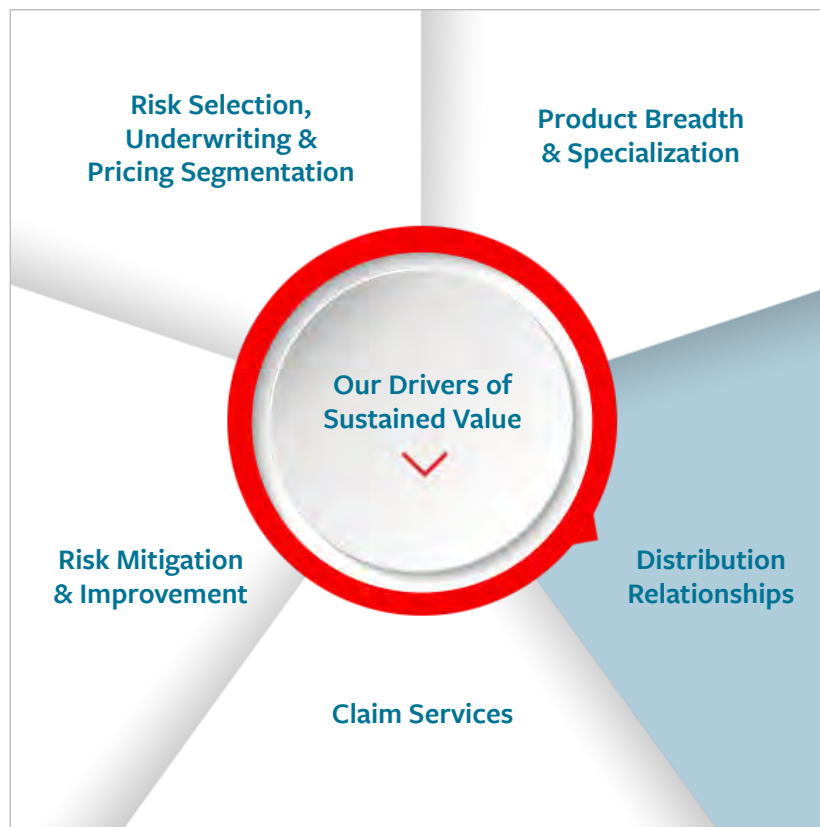 Risk Selection,
Underwriting &
Pricing Segmentation
Product Breadth
& Specialization
Our Drivers of
Sustained Value
Risk Mitigation
& Improvement
Distribution
Relationships
Claim Services